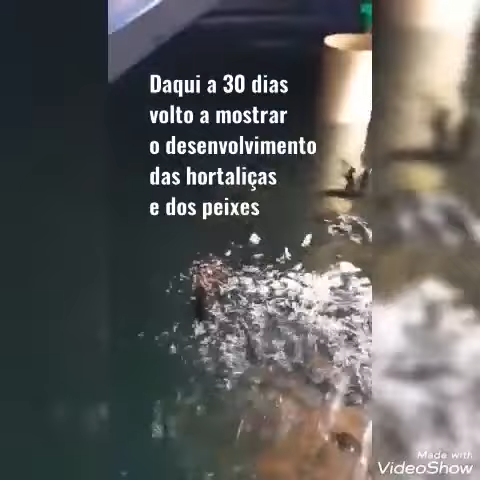 Daqui a 30 dias
volto a mostrar
o desenvolvimento
das hortaliças
e dos peixes
Made with
VideoShow